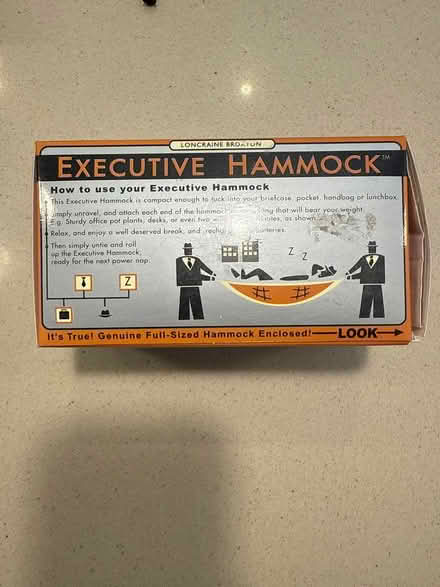 LONCRAINE BROXTON
EXECUTIVE HAMMOCK™
How to use your Executive Hammock
• This Executive Hammock is compact enough to tuck into your briefcase, pocket, handbag or lunchbox.
Simply unravel, and attach each end of the hammock that will bear your weight.
E.g. Sturdy office pot plants, desks, or even two as shown.
• Relax, and enjoy a well deserved break, and batteries.
• Then simply untie and roll
up the Executive Hammock,
ready for the next power nap.
Z
Z
Z
It's True! Genuine Full-Sized Hammock Enclosed! LOOK